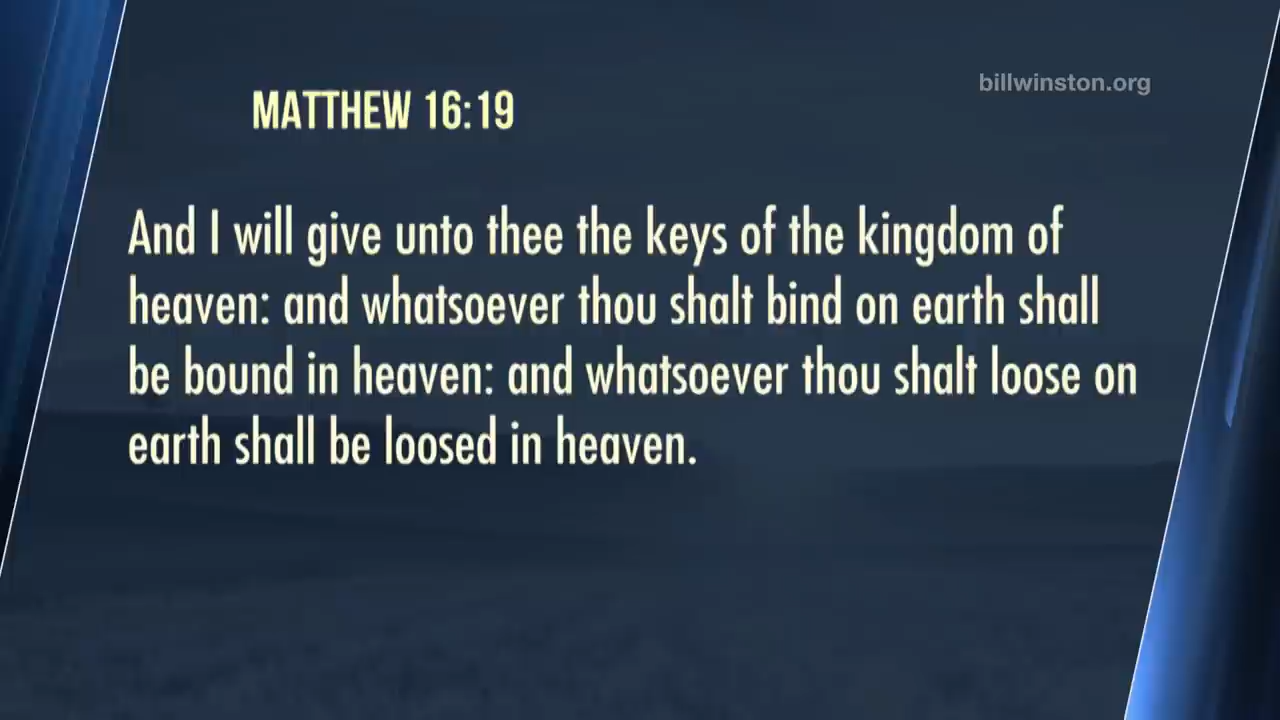 billwinston.org
MATTHEW 16:19
And I will give unto thee the keys of the kingdom of
heaven: and whatsoever thou shalt bind on earth shall
be bound in heaven: and whatsoever thou shalt loose on
earth shall be loosed in heaven.